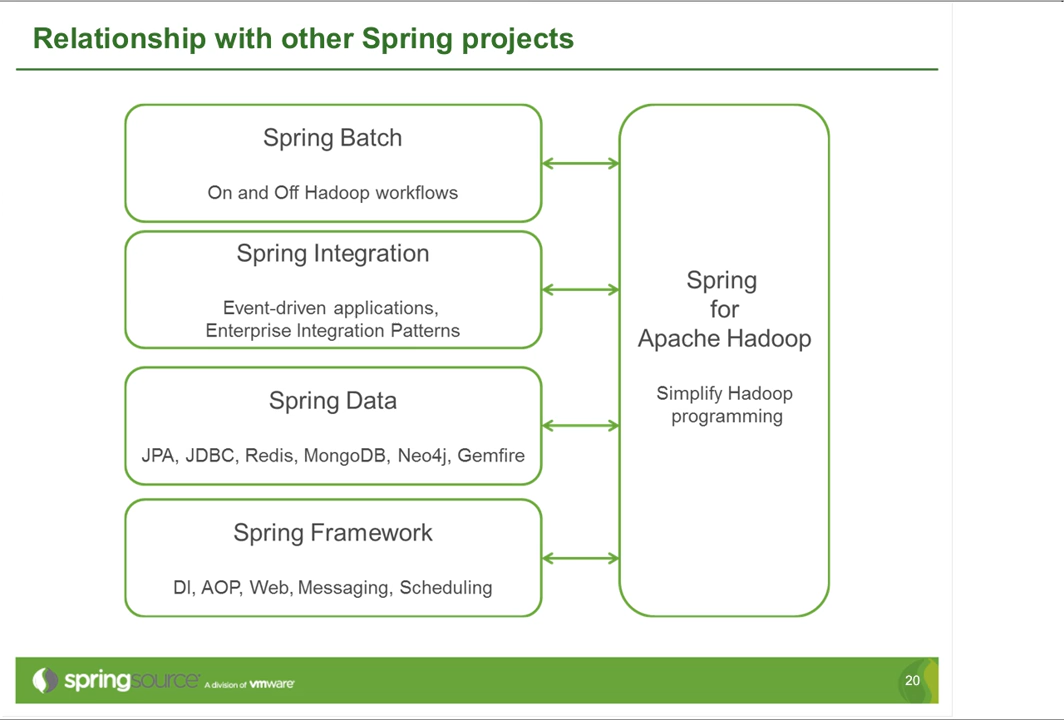 Relationship with other Spring projects
Spring Batch
On and Off Hadoop workflows
Spring Integration
Event-driven applications,
Enterprise Integration Patterns
Spring Data
JPA, JDBC, Redis, MongoDB, Neo4j, Gemfire
Spring Framework
DI, AOP, Web, Messaging, Scheduling
Spring
for
Apache Hadoop
Simplify Hadoop
programming
springsource A division of vmware
20